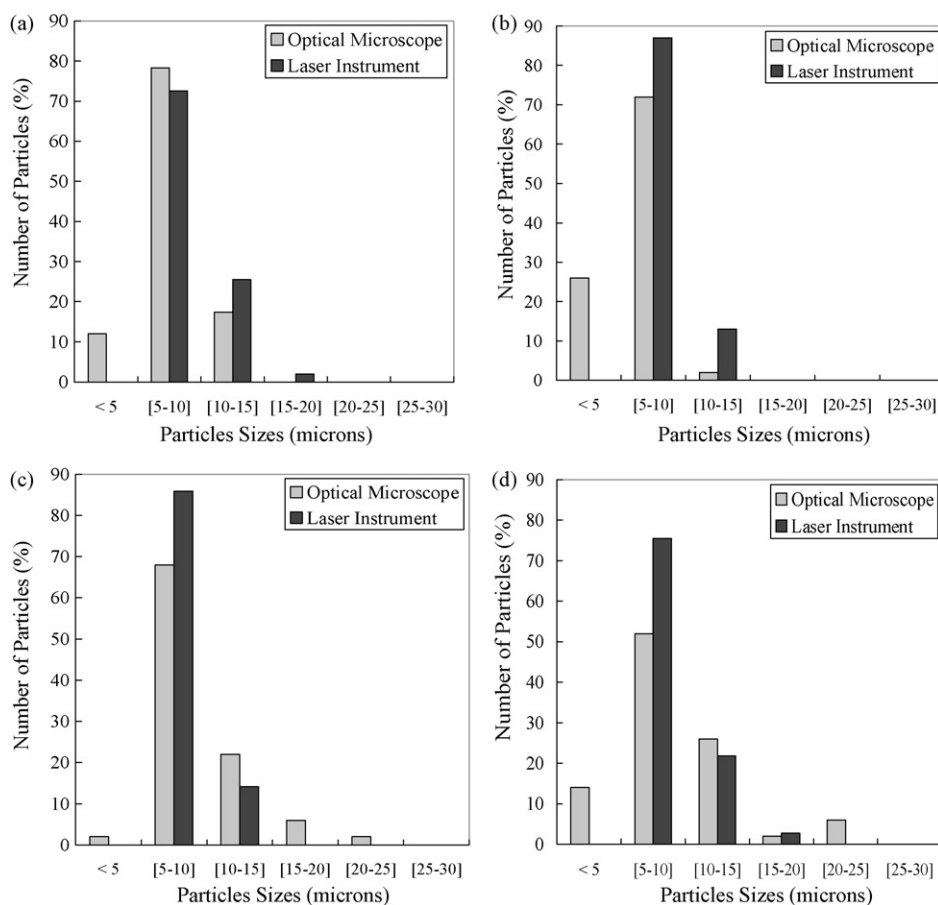 (a)
Optical Microscope
Laser Instrument
Number of Particles (%)
90
80
70
60
50
40
30
20
10
0
< 5 [5-10] [10-15] [15-20] [20-25] [25-30]
Particles Sizes (microns)
(b)
Optical Microscope
Laser Instrument
Number of Particles (%)
90
80
70
60
50
40
30
20
10
0
< 5 [5-10] [10-15] [15-20] [20-25] [25-30]
Particles Sizes (microns)
(c)
Optical Microscope
Laser Instrument
Number of Particles (%)
90
80
70
60
50
40
30
20
10
0
< 5 [5-10] [10-15] [15-20] [20-25] [25-30]
Particles Sizes (microns)
(d)
Optical Microscope
Laser Instrument
Number of Particles (%)
90
80
70
60
50
40
30
20
10
0
< 5 [5-10] [10-15] [15-20] [20-25] [25-30]
Particles Sizes (microns)